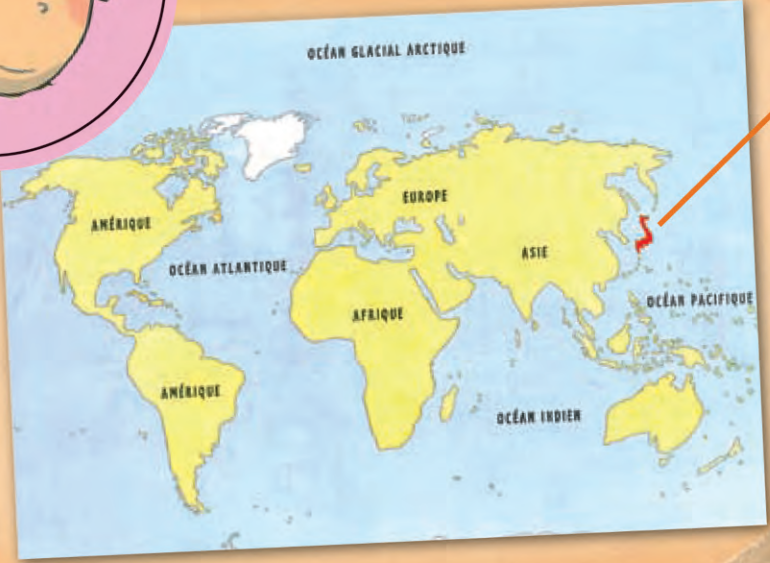 OCÉAN GLACIAL ARCTIQUE
EUROPE
AMÉRIQUE
ASIE
OCÉAN ATLANTIQUE
OCÉAN PACIFIQUE
AFRIQUE
AMÉRIQUE
OCÉAN INDIEN